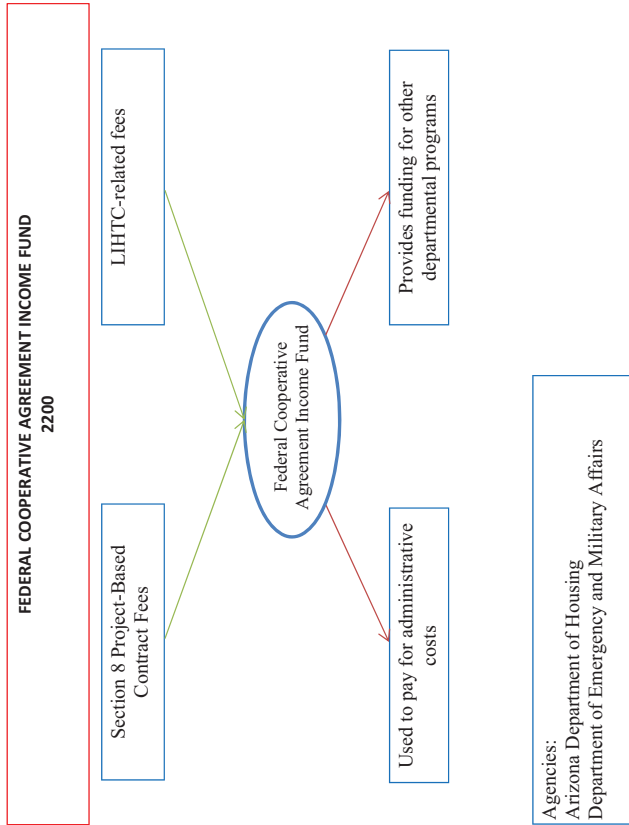 FEDERAL COOPERATIVE AGREEMENT INCOME FUND
2200
Section 8 Project-Based
Contract Fees
LIHTC-related fees
Federal Cooperative
Agreement Income Fund
Used to pay for administrative
costs
Provides funding for other
departmental programs
Agencies:
Arizona Department of Housing
Department of Emergency and Military Affairs